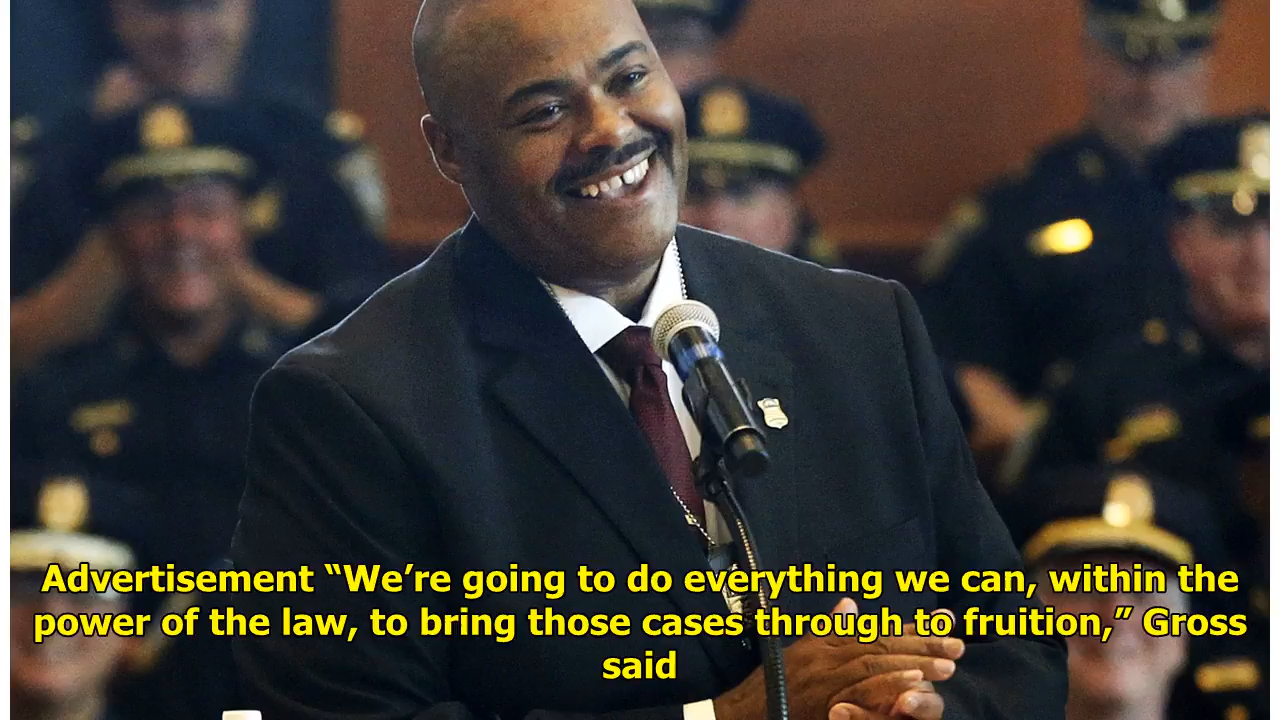 Advertisement “We’re going to do everything we can, within the
power of the law, to bring those cases through to fruition,” Gross
said